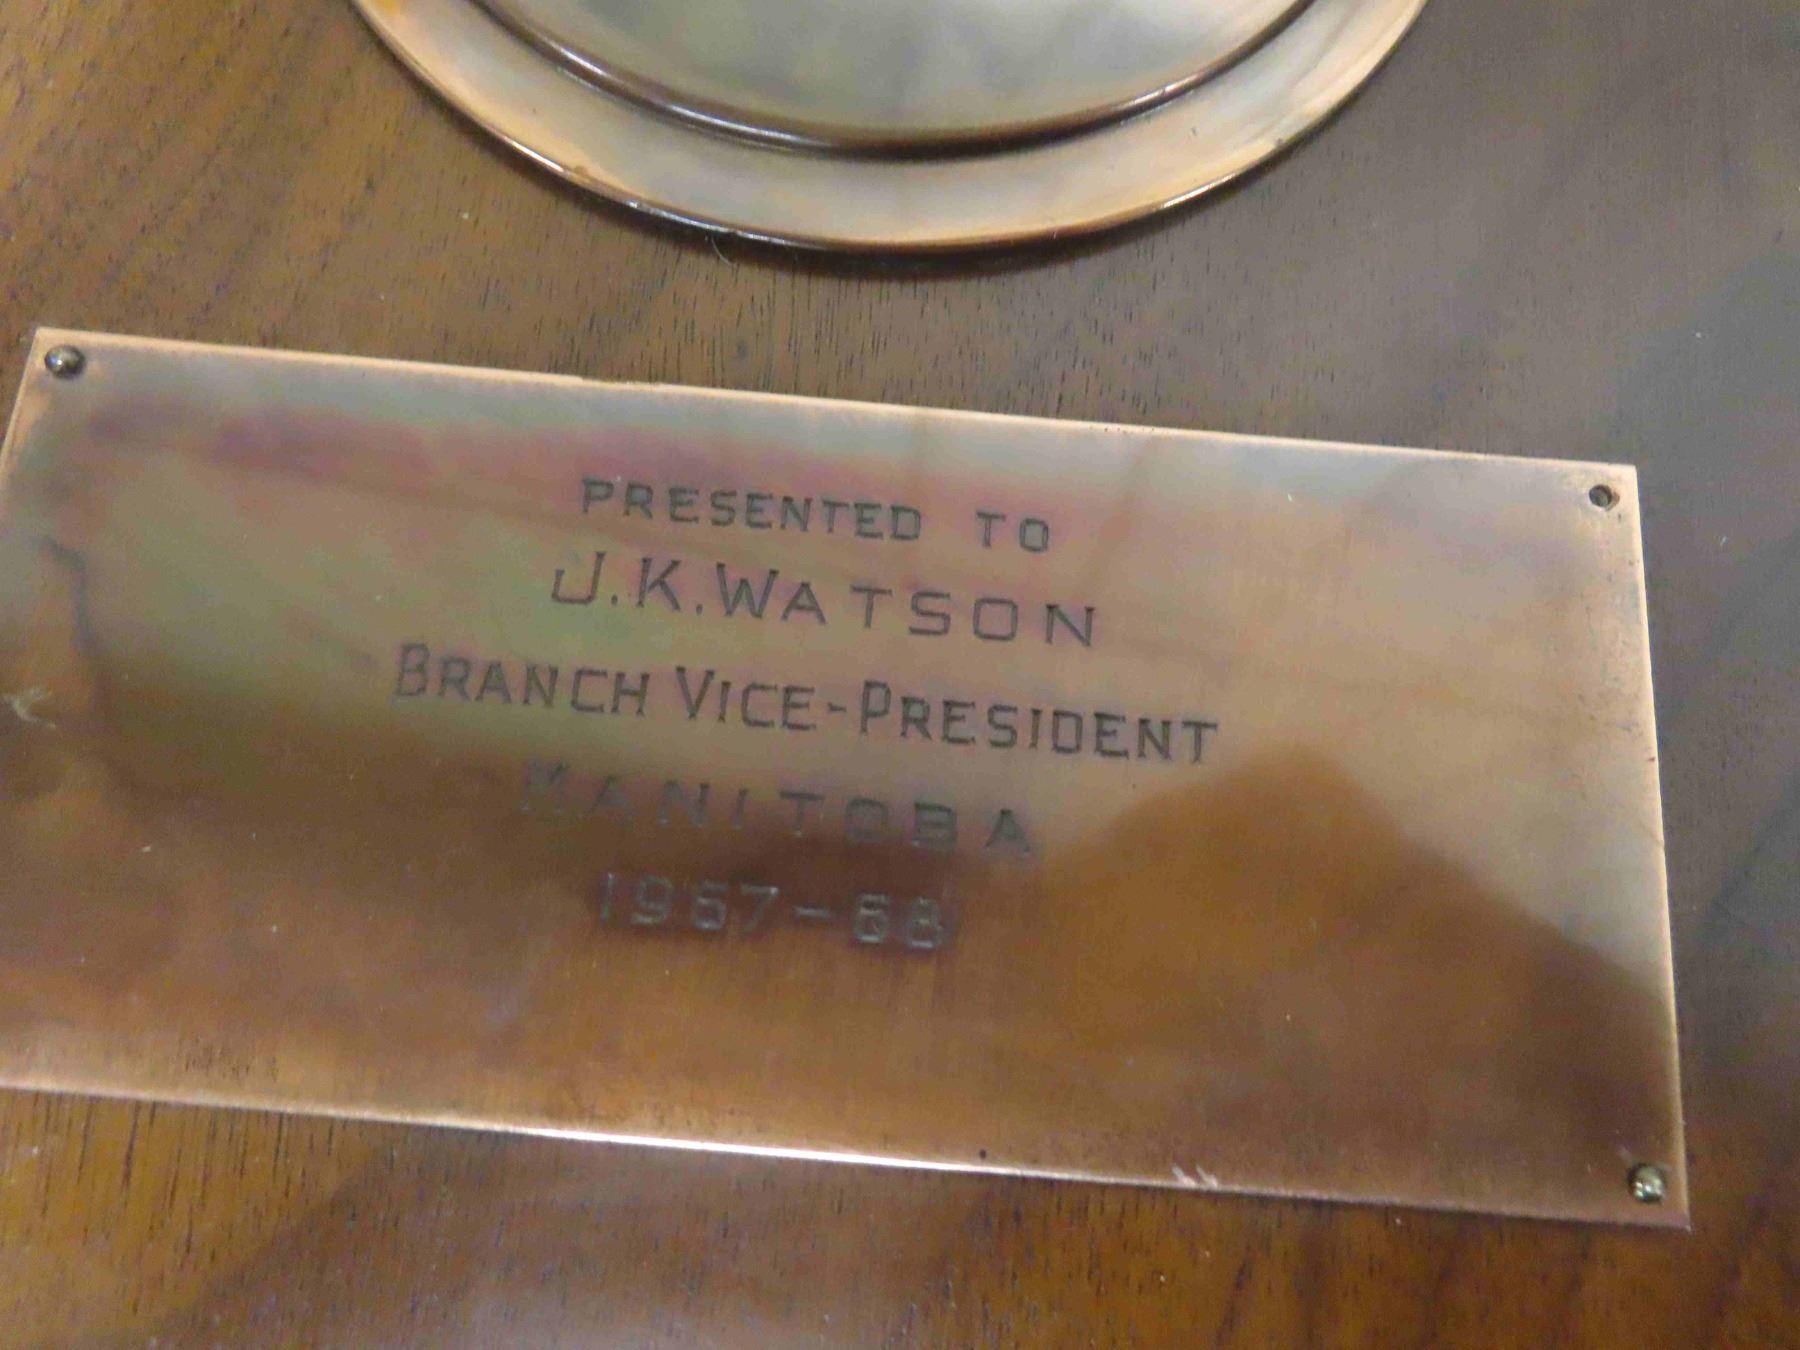 PRESENTED TO
J.K. WATSON
BRANCH VICE-PRESIDENT
MANITOBA
1967-68